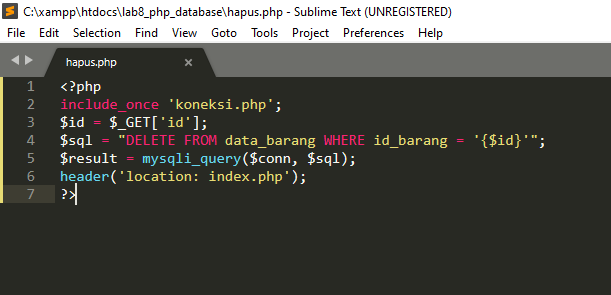 C:\xampp\htdocs\lab8_php_database\hapus.php - Sublime Text (UNREGISTERED)
File Edit Selection Find View Goto Tools Project Preferences Help
hapus.php ×
1 <?php
2 include_once 'koneksi.php';
3 $id = $_GET['id'];
4 $sql = "DELETE FROM data_barang WHERE id_barang = '{$id}'";
5 $result = mysqli_query($conn, $sql);
6 header('location: index.php');
7 ?>